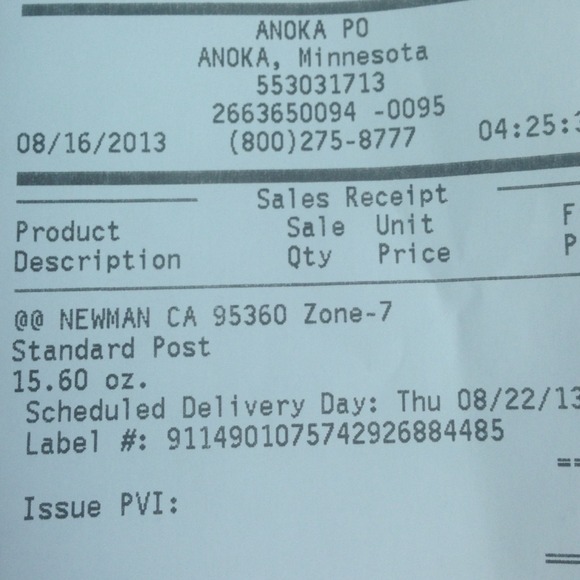 ANOKA PO
ANOKA, Minnesota
553031713
2663650094 -0095
08/16/2013 (800)275-8777 04:25:
Sales Receipt
Product Sale Unit F
Description Qty Price P
@@ NEWMAN CA 95360 Zone-7
Standard Post
15.60 oz.
Scheduled Delivery Day: Thu 08/22/13
Label #: 9114901075742926884485
==
Issue PVI:
==